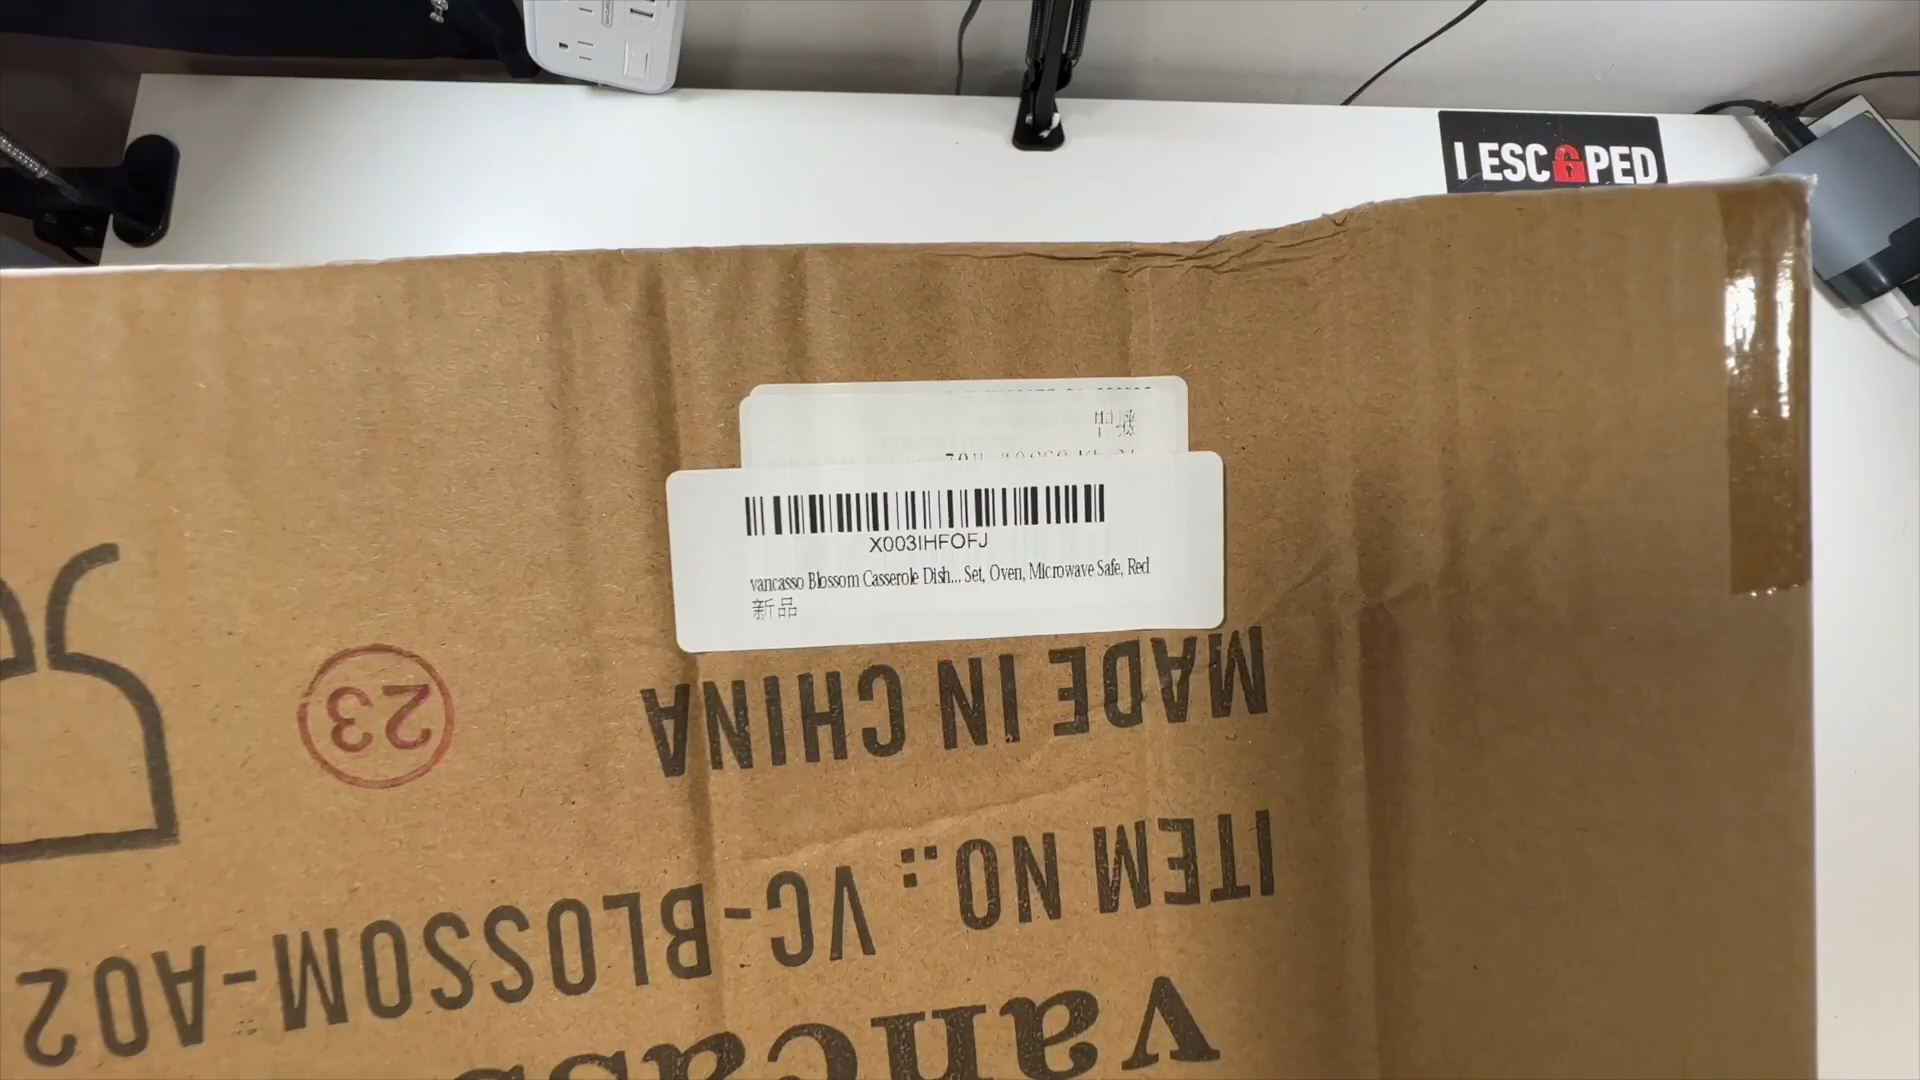 I ESCAPED
X003IHFOFJ
vancasso Blossom Casserole Dish... Set, Oven, Microwave Safe, Red
新品
MADE IN CHINA
23
ITEM NO.: VC-BLOSSOM-A02